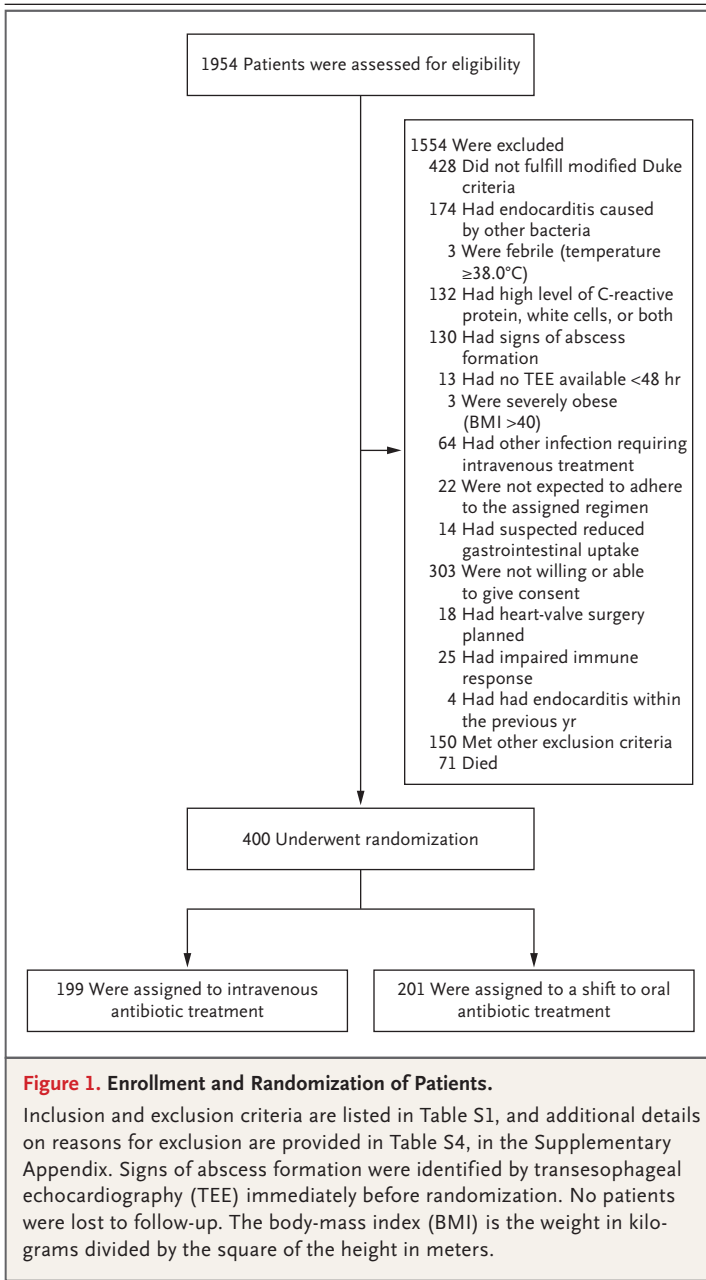 1954 Patients were assessed for eligibility
1554 Were excluded
428 Did not fulfill modified Duke
criteria
174 Had endocarditis caused
by other bacteria
3 Were febrile (temperature
≥38.0°C)
132 Had high level of C-reactive
protein, white cells, or both
130 Had signs of abscess
formation
13 Had no TEE available <48 hr
3 Were severely obese
(BMI >40)
64 Had other infection requiring
intravenous treatment
22 Were not expected to adhere
to the assigned regimen
14 Had suspected reduced
gastrointestinal uptake
303 Were not willing or able
to give consent
18 Had heart-valve surgery
planned
25 Had impaired immune
response
4 Had had endocarditis within
the previous yr
150 Met other exclusion criteria
71 Died
400 Underwent randomization
199 Were assigned to intravenous
antibiotic treatment
201 Were assigned to a shift to oral
antibiotic treatment
Figure 1. Enrollment and Randomization of Patients.
Inclusion and exclusion criteria are listed in Table S1, and additional details
on reasons for exclusion are provided in Table S4, in the Supplementary
Appendix. Signs of abscess formation were identified by transesophageal
echocardiography (TEE) immediately before randomization. No patients
were lost to follow-up. The body-mass index (BMI) is the weight in kilo-
grams divided by the square of the height in meters.